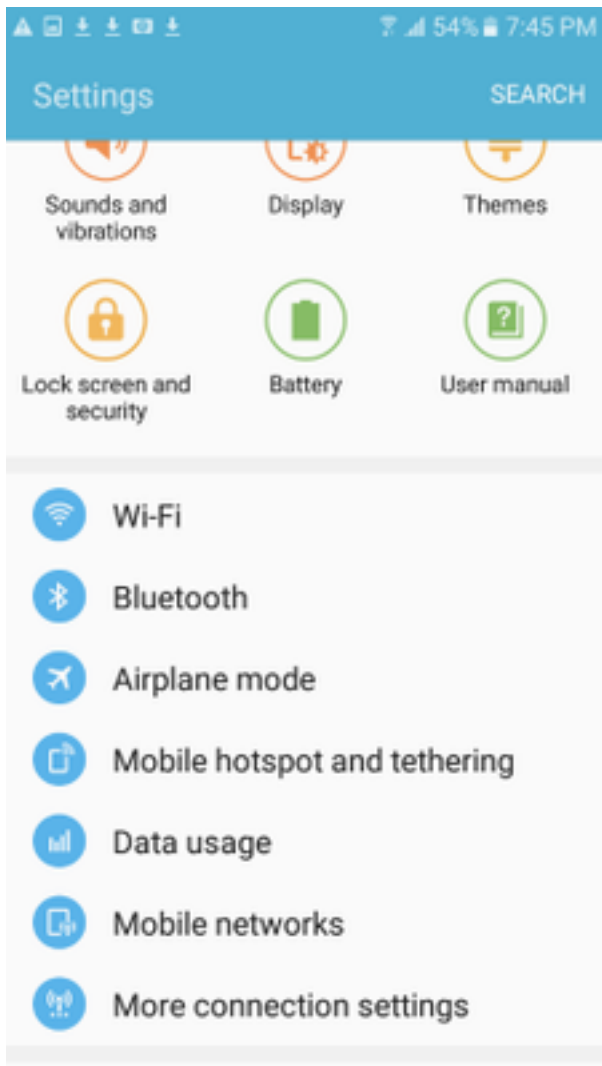 54% 7:45 PM
Settings SEARCH
Sounds and vibrations
Display
Themes
Lock screen and security
Battery
User manual
Wi-Fi
Bluetooth
Airplane mode
Mobile hotspot and tethering
Data usage
Mobile networks
More connection settings